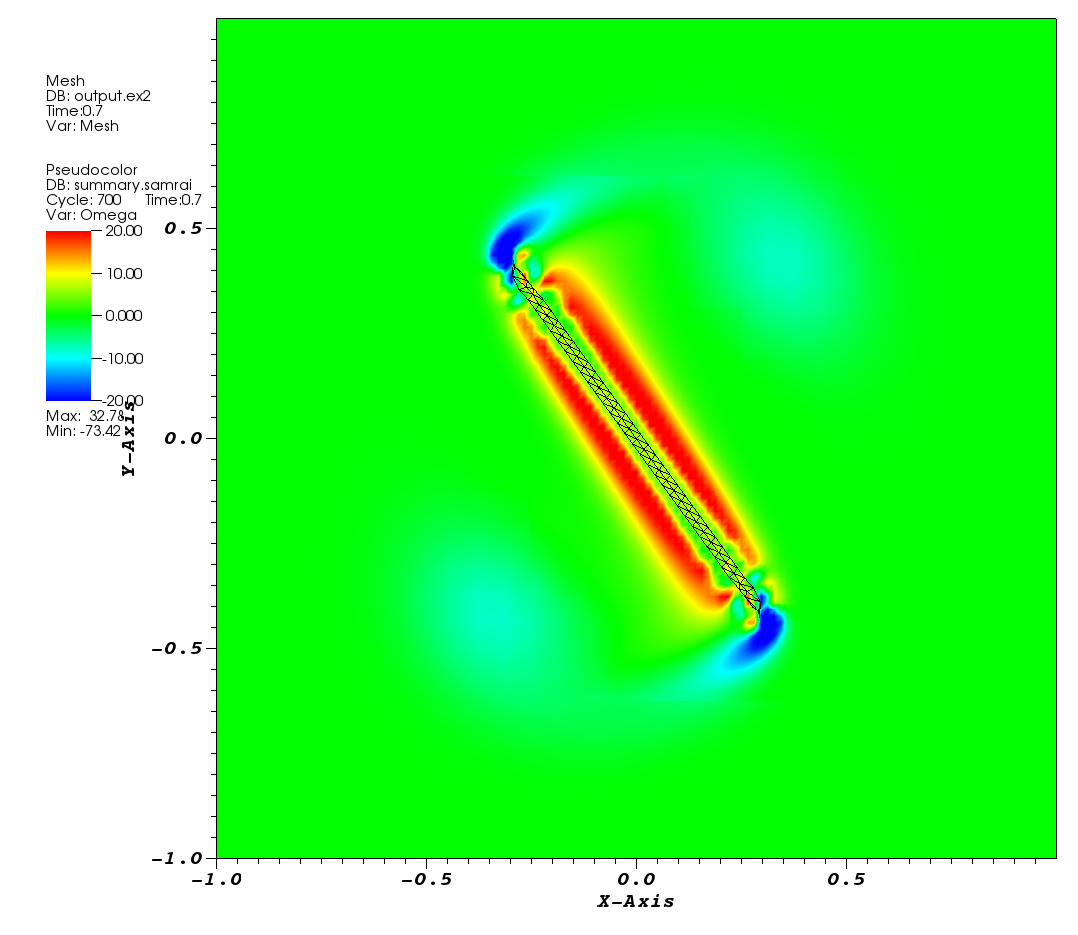 Mesh
DB: output.ex2
Time:0.7
Var: Mesh
Pseudocolor
DB: summary.samrai
Cycle: 700 Time:0.7
Var: Omega
20.00
10.00
0.000
-10.00
-20.00
Max: 32.78
Min: -73.42
Y-Axis
0.5
0.0
-0.5
-1.0
-1.0 -0.5 0.0 0.5
X-Axis